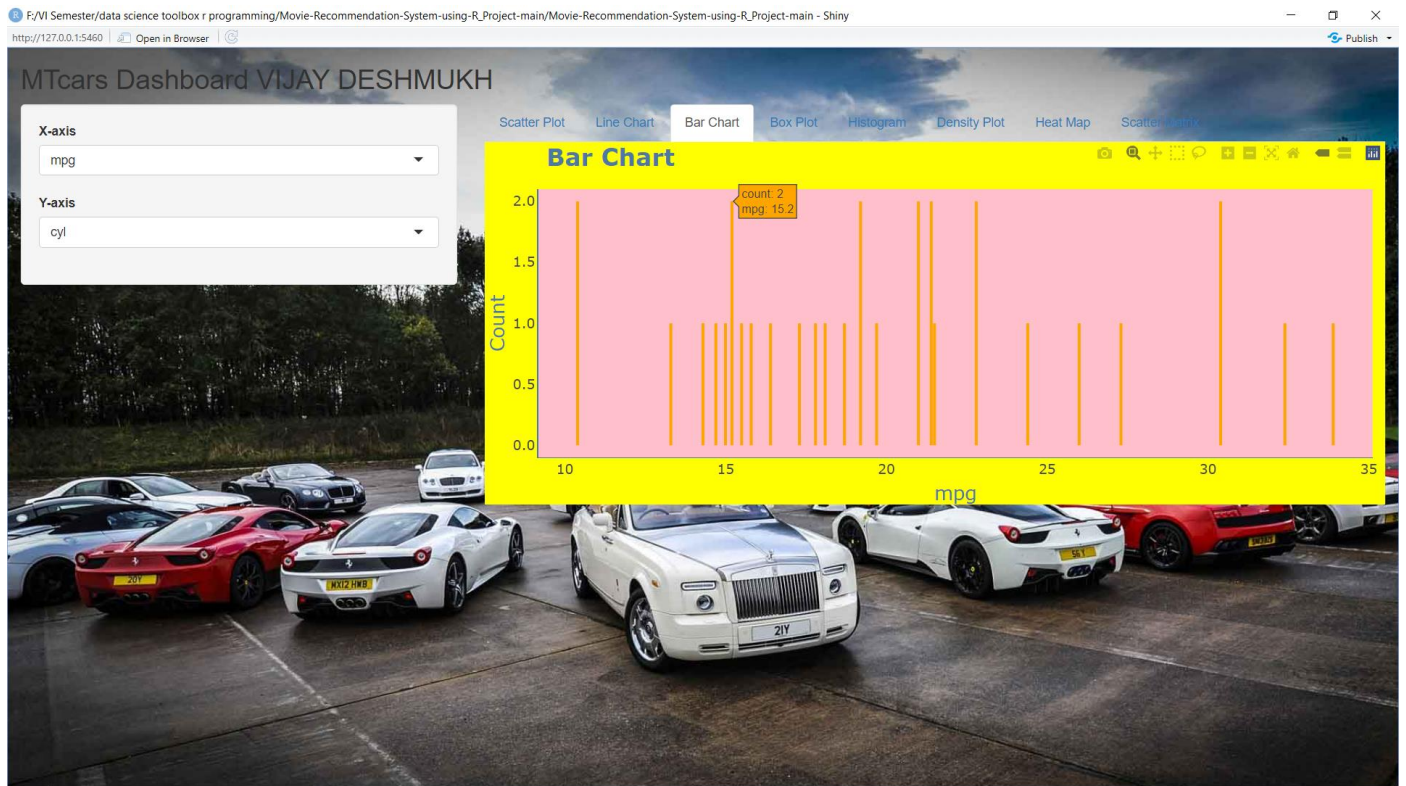 F:/VI Semester/data science toolbox r programming/Movie-Recommendation-System-using-R_Project-main/Movie-Recommendation-System-using-R_Project-main - Shiny
http://127.0.0.1:5460 Open in Browser Publish
MTcars Dashboard VIJAY DESHMUKH
X-axis
mpg
Y-axis
cyl
Scatter Plot Line Chart Bar Chart Box Plot Histogram Density Plot Heat Map Scatter Matrix
Bar Chart
count: 2
mpg: 15.2
2.0
1.5
1.0
0.5
0.0
Count
10 15 20 25 30 35
mpg
20Y
MX12 HWB
2IY